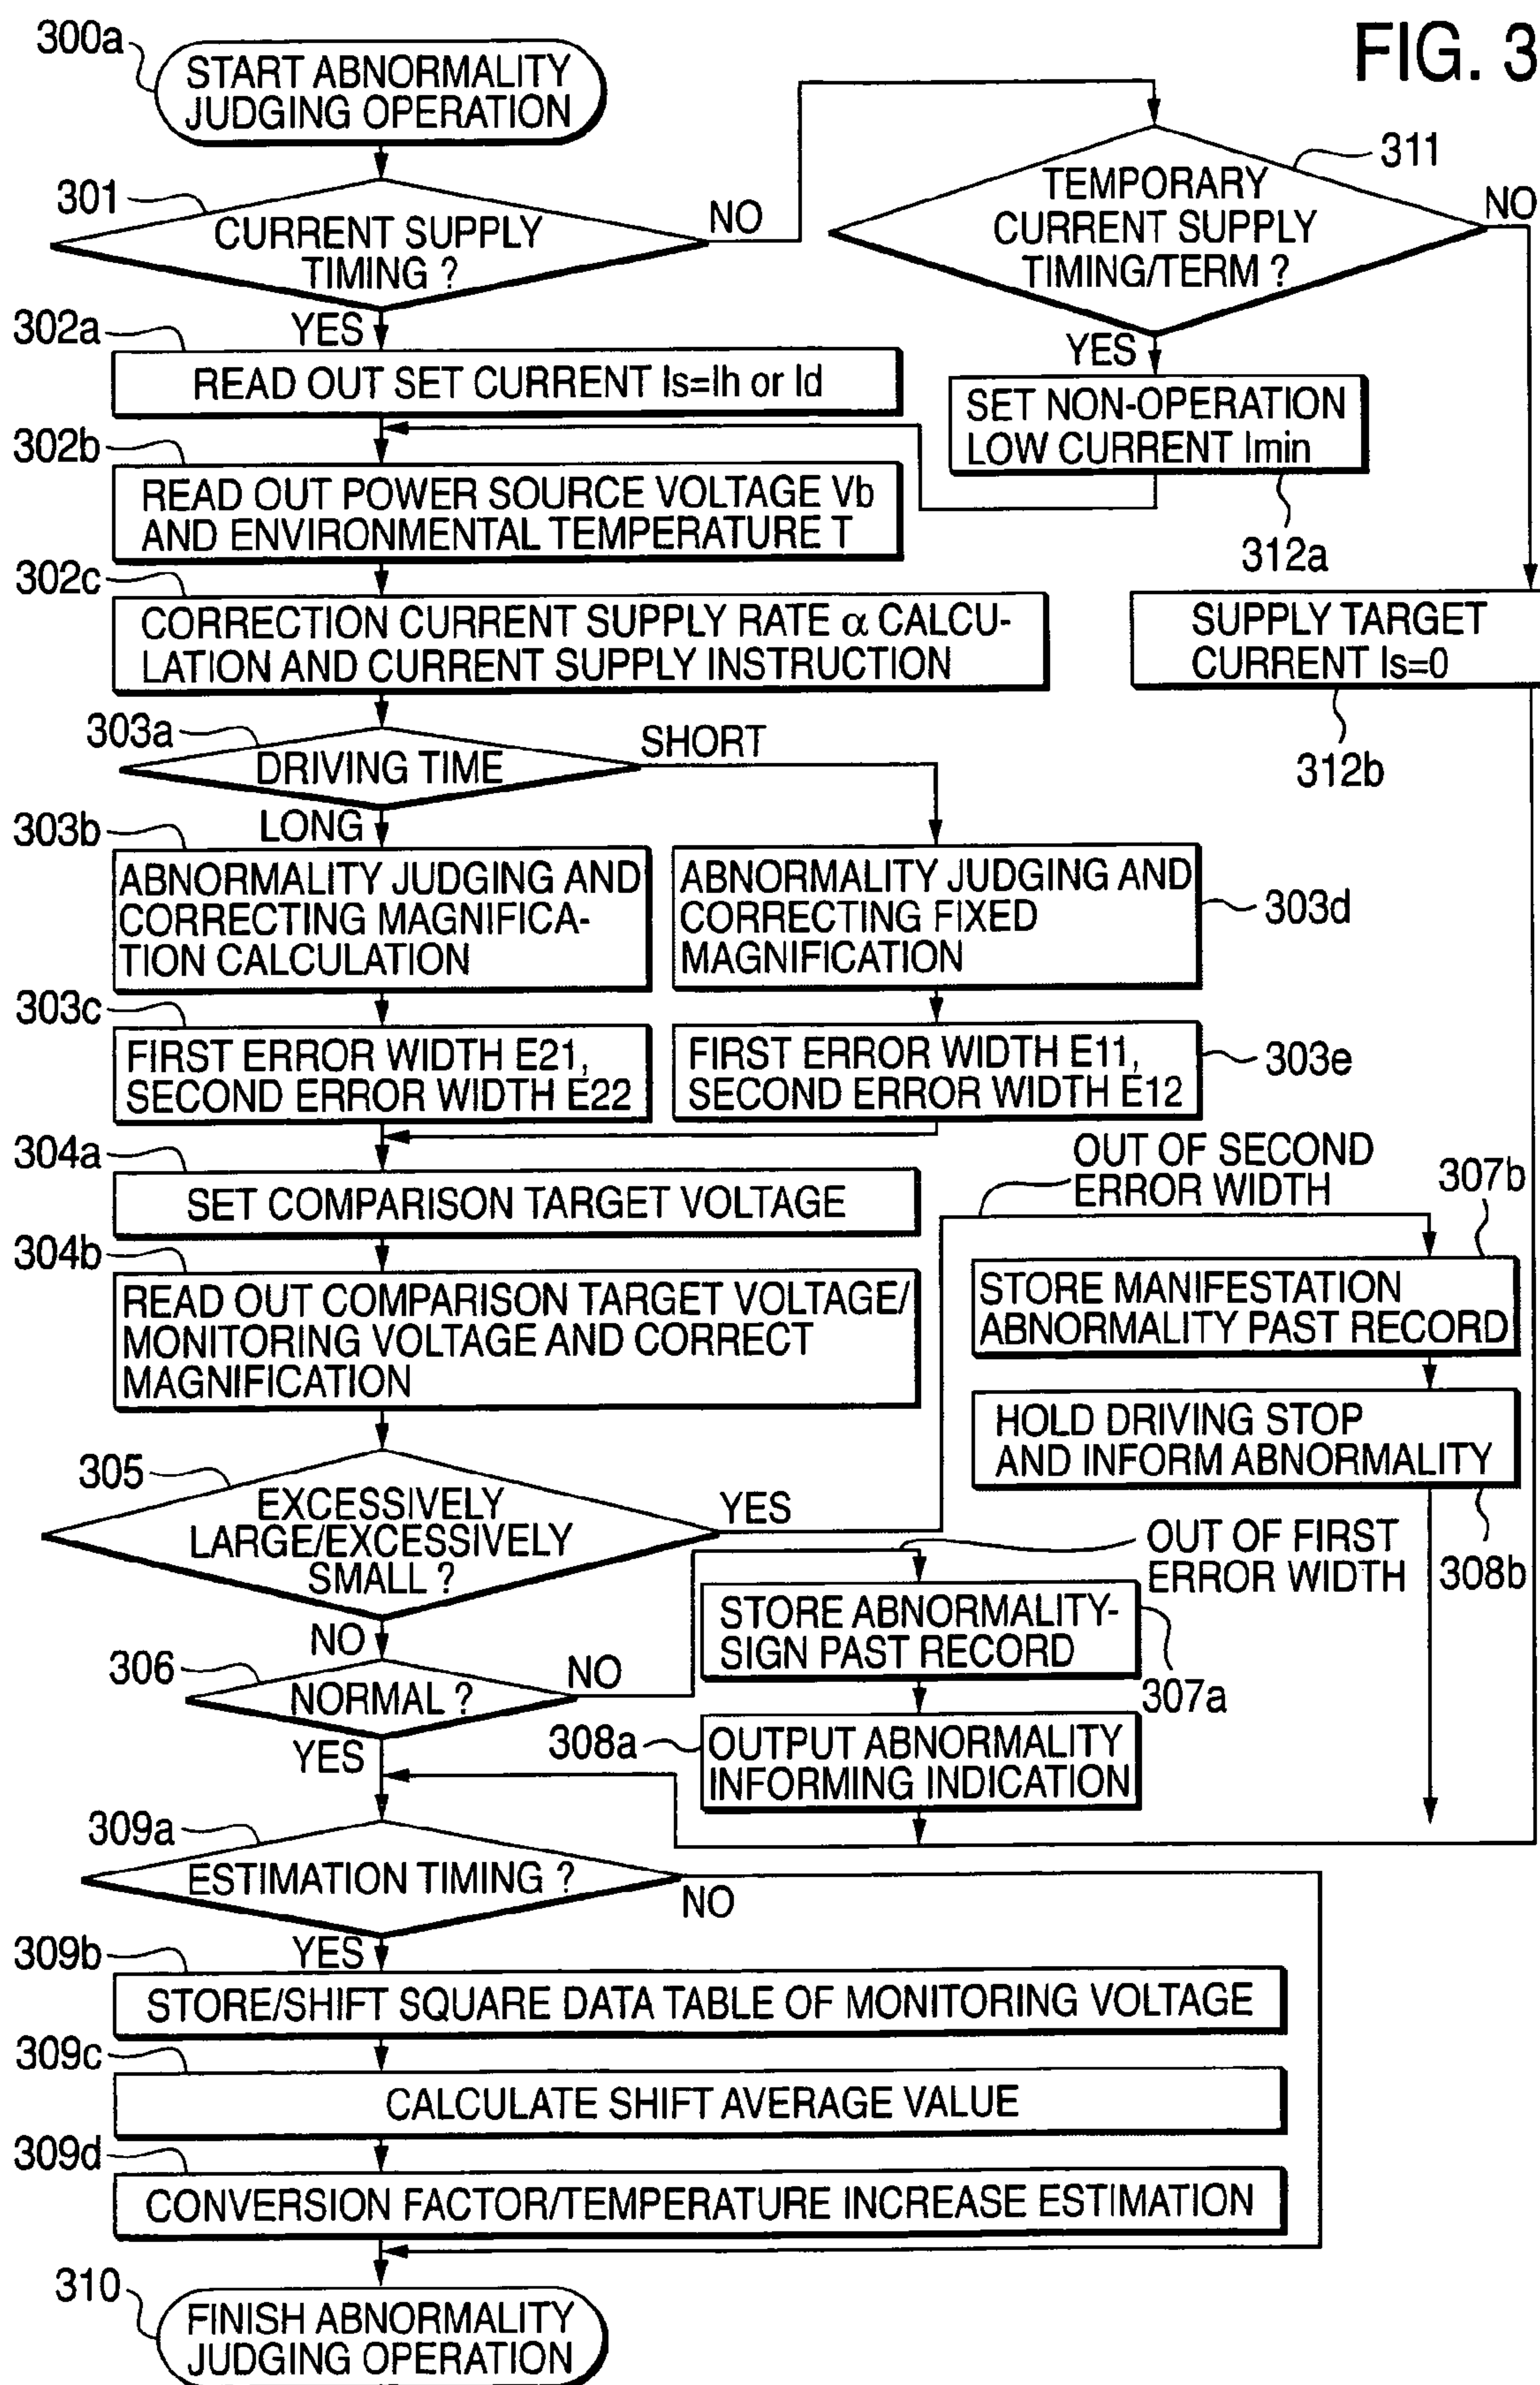 FIG. 3
300a
START ABNORMALITY
JUDGING OPERATION
301
CURRENT SUPPLY
TIMING ?
NO
YES
311
TEMPORARY
CURRENT SUPPLY
TIMING/TERM ?
NO
YES
302a
READ OUT SET CURRENT Is=Ih or Id
SET NON-OPERATION
LOW CURRENT Imin
312a
302b
READ OUT POWER SOURCE VOLTAGE Vb
AND ENVIRONMENTAL TEMPERATURE T
302c
CORRECTION CURRENT SUPPLY RATE α CALCU-
LATION AND CURRENT SUPPLY INSTRUCTION
SUPPLY TARGET
CURRENT Is=0
312b
303a
DRIVING TIME
SHORT
LONG
303b
ABNORMALITY JUDGING AND
CORRECTING MAGNIFICA-
TION CALCULATION
ABNORMALITY JUDGING AND
CORRECTING FIXED
MAGNIFICATION
303d
303c
FIRST ERROR WIDTH E21,
SECOND ERROR WIDTH E22
FIRST ERROR WIDTH E11,
SECOND ERROR WIDTH E12
303e
304a
SET COMPARISON TARGET VOLTAGE
OUT OF SECOND
ERROR WIDTH
307b
304b
READ OUT COMPARISON TARGET VOLTAGE/
MONITORING VOLTAGE AND CORRECT
MAGNIFICATION
STORE MANIFESTATION
ABNORMALITY PAST RECORD
HOLD DRIVING STOP
AND INFORM ABNORMALITY
308b
305
EXCESSIVELY
LARGE/EXCESSIVELY
SMALL ?
YES
NO
OUT OF FIRST
ERROR WIDTH
306
NORMAL ?
NO
YES
STORE ABNORMALITY-
SIGN PAST RECORD
307a
308a
OUTPUT ABNORMALITY
INFORMING INDICATION
309a
ESTIMATION TIMING ?
NO
YES
309b
STORE/SHIFT SQUARE DATA TABLE OF MONITORING VOLTAGE
309c
CALCULATE SHIFT AVERAGE VALUE
309d
CONVERSION FACTOR/TEMPERATURE INCREASE ESTIMATION
310
FINISH ABNORMALITY
JUDGING OPERATION